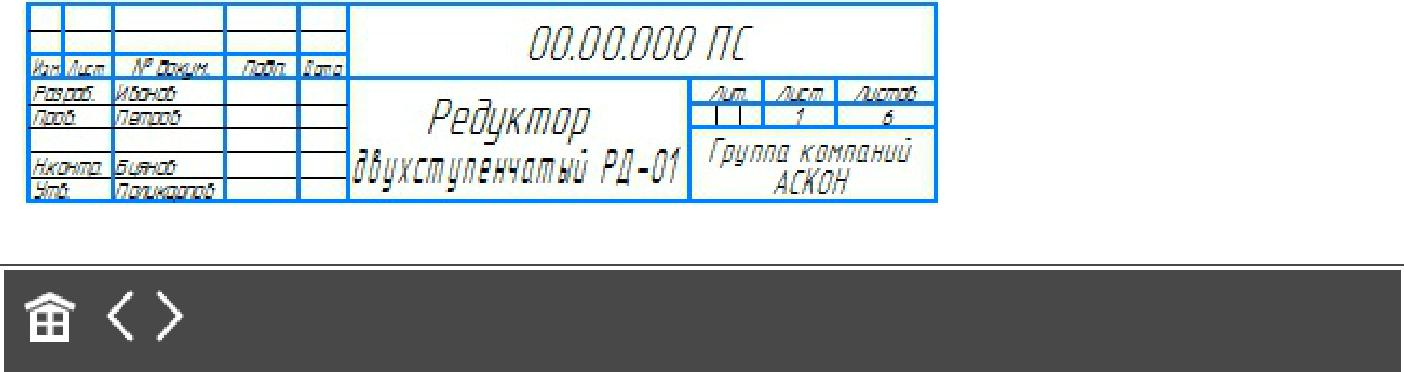 00.00.000 ПС
Изм. Лист № докум. Подп. Дата
Разраб. Иванов
Пров. Петров
Н.контр. Буянов
Утв. Поликарпов
Редуктор
двухступенчатый РД-01
Лит. Лист Листов
1 6
Группа компаний
АСКОН